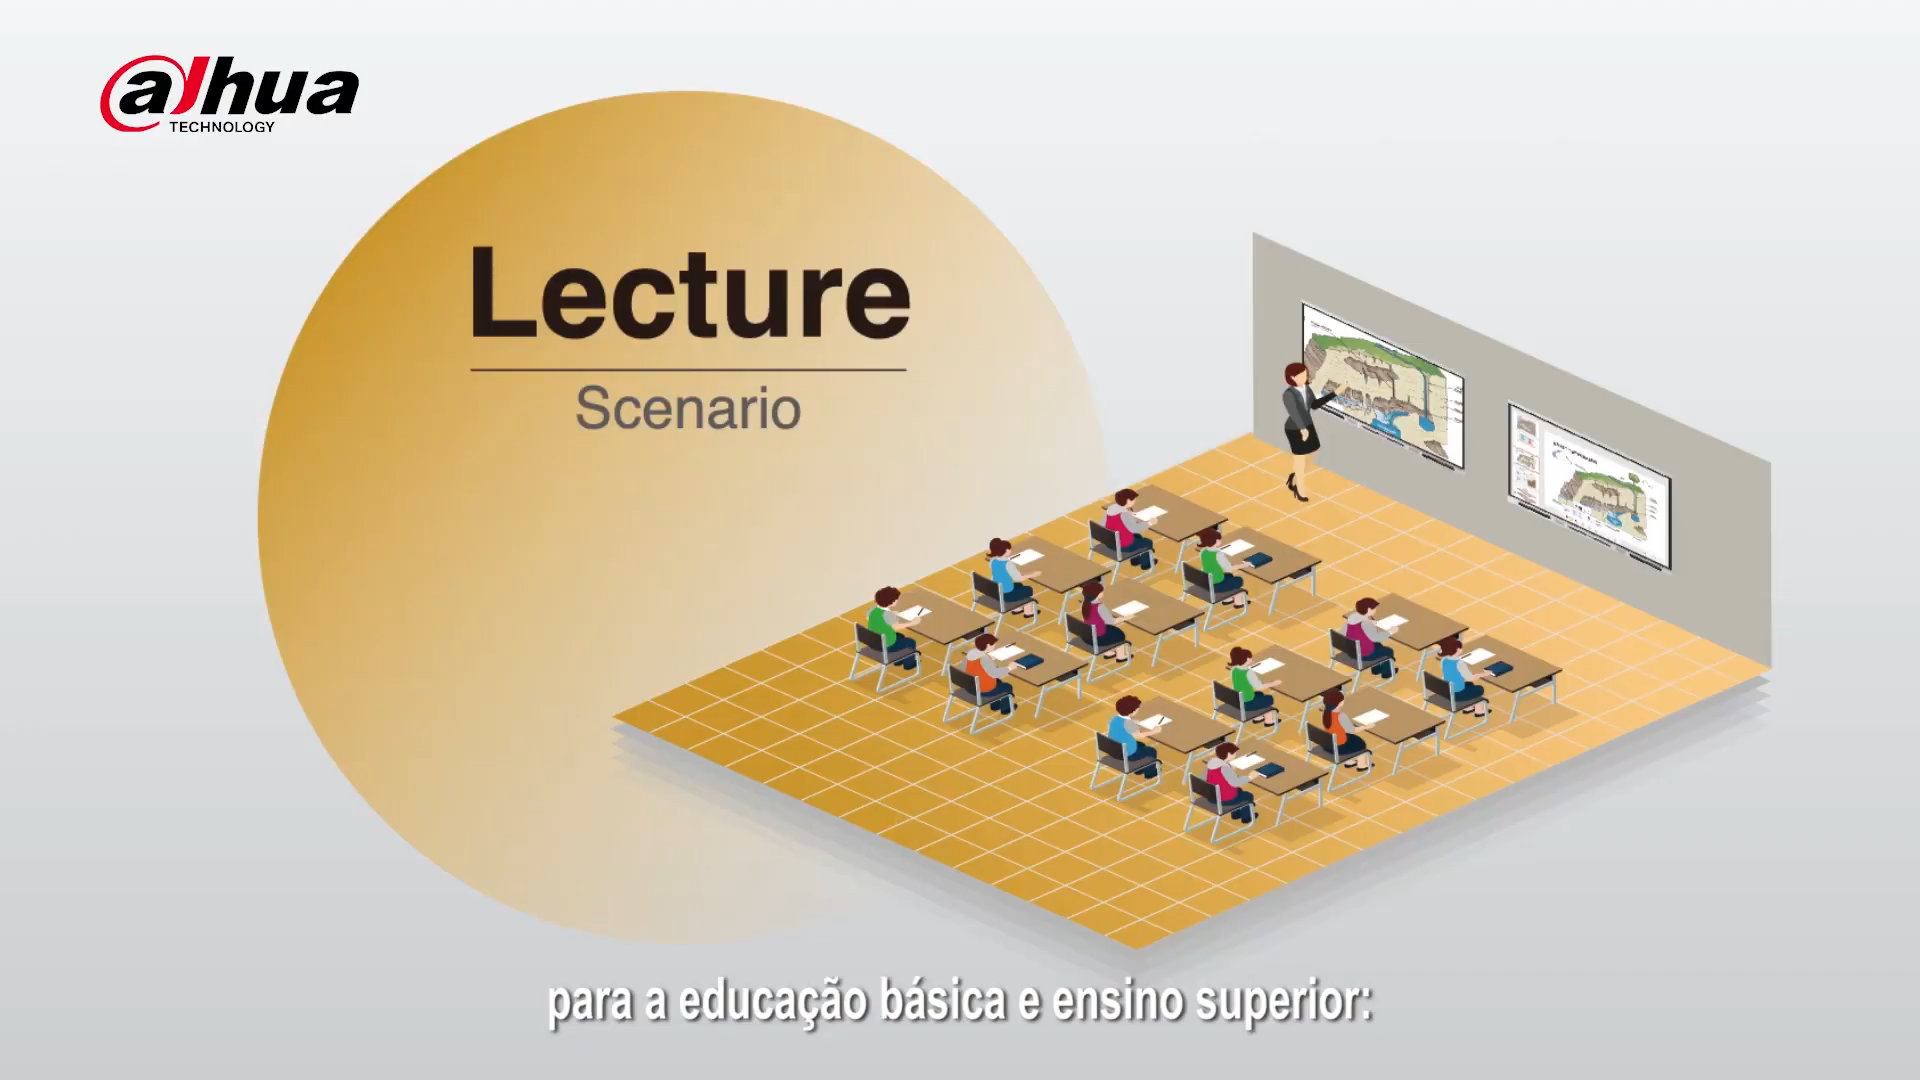 alhua
TECHNOLOGY
Lecture
Scenario
para a educação básica e ensino superior: